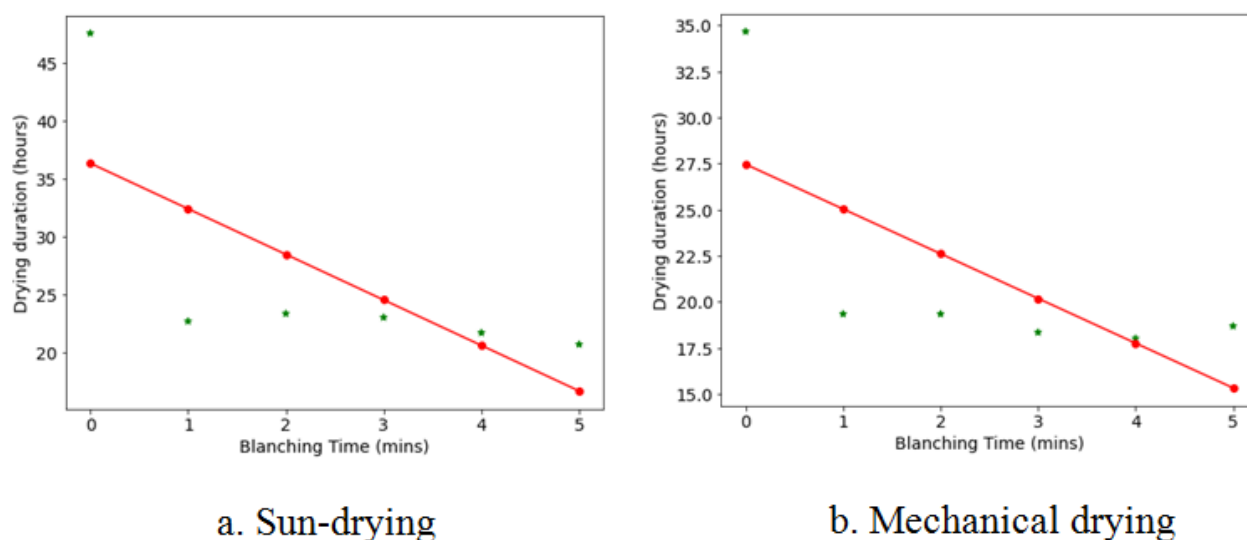 45
40
35
30
25
20
Drying duration (hours)
0 1 2 3 4 5
Blanching Time (mins)
a. Sun-drying
35.0
32.5
30.0
27.5
25.0
22.5
20.0
17.5
15.0
Drying duration (hours)
0 1 2 3 4 5
Blanching Time (mins)
b. Mechanical drying